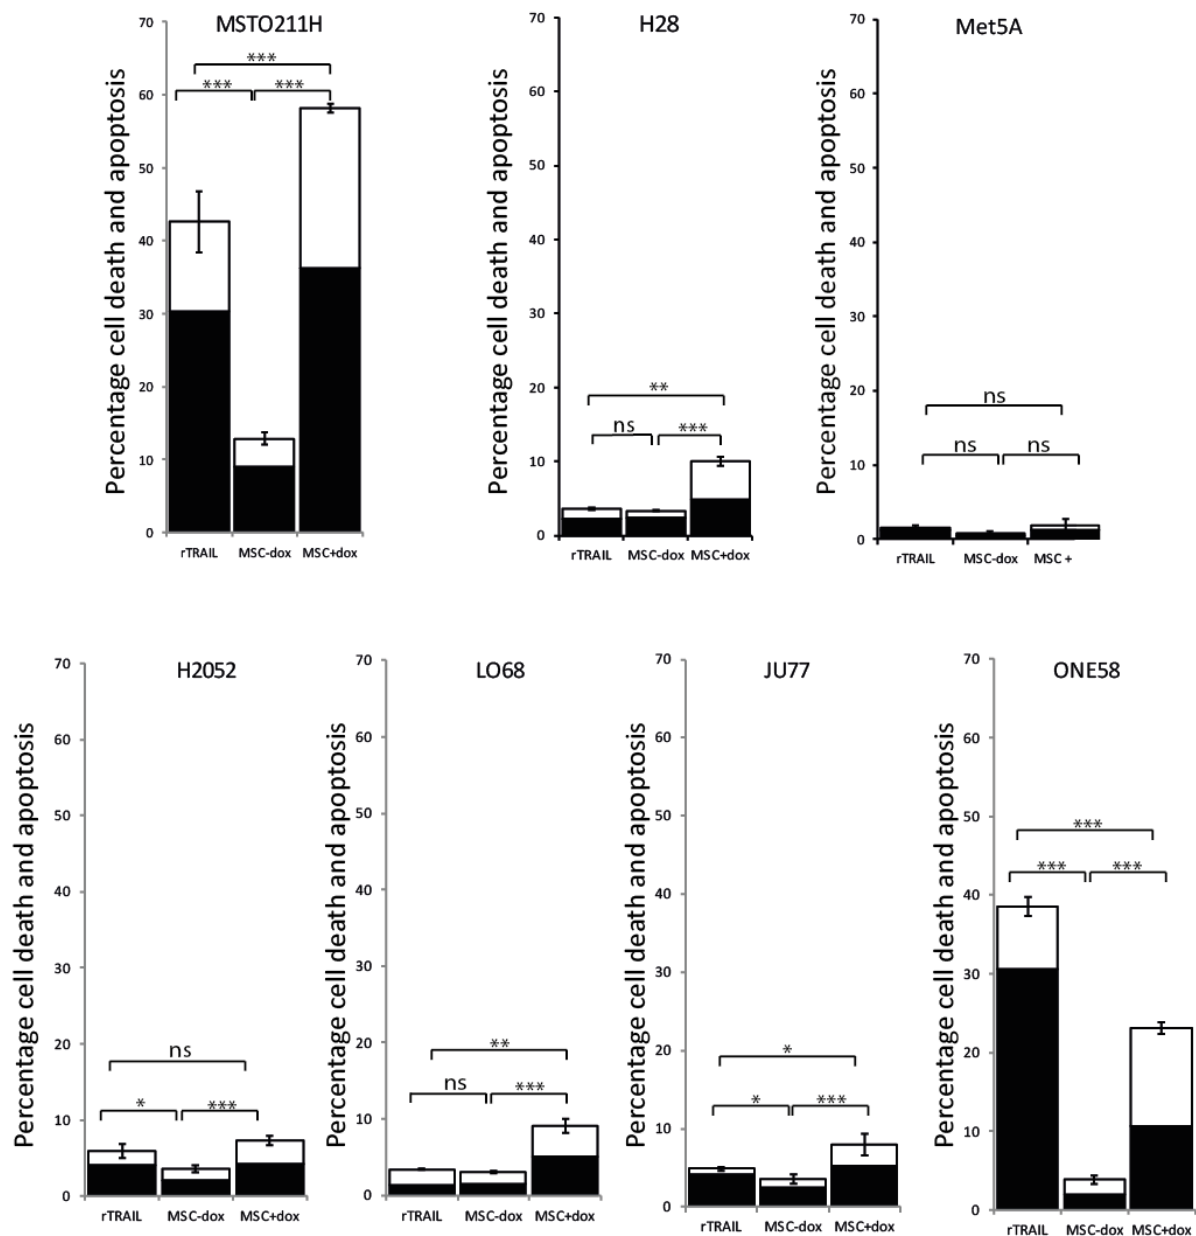 MSTO211H
Percentage cell death and apoptosis
70
60
50
40
30
20
10
0
***
***
***
rTRAIL
MSC-dox
MSC+dox
H28
Percentage cell death and apoptosis
70
60
50
40
30
20
10
0
**
ns
***
rTRAIL
MSC-dox
MSC+dox
Met5A
Percentage cell death and apoptosis
70
60
50
40
30
20
10
0
ns
ns
ns
rTRAIL
MSC-dox
MSC +
H2052
Percentage cell death and apoptosis
70
60
50
40
30
20
10
0
ns
*
***
rTRAIL
MSC-dox
MSC+dox
LO68
Percentage cell death and apoptosis
70
60
50
40
30
20
10
0
**
ns
***
rTRAIL
MSC-dox
MSC+dox
JU77
Percentage cell death and apoptosis
70
60
50
40
30
20
10
0
*
*
***
rTRAIL
MSC-dox
MSC+dox
ONE58
Percentage cell death and apoptosis
70
60
50
40
30
20
10
0
***
***
***
rTRAIL
MSC-dox
MSC+dox